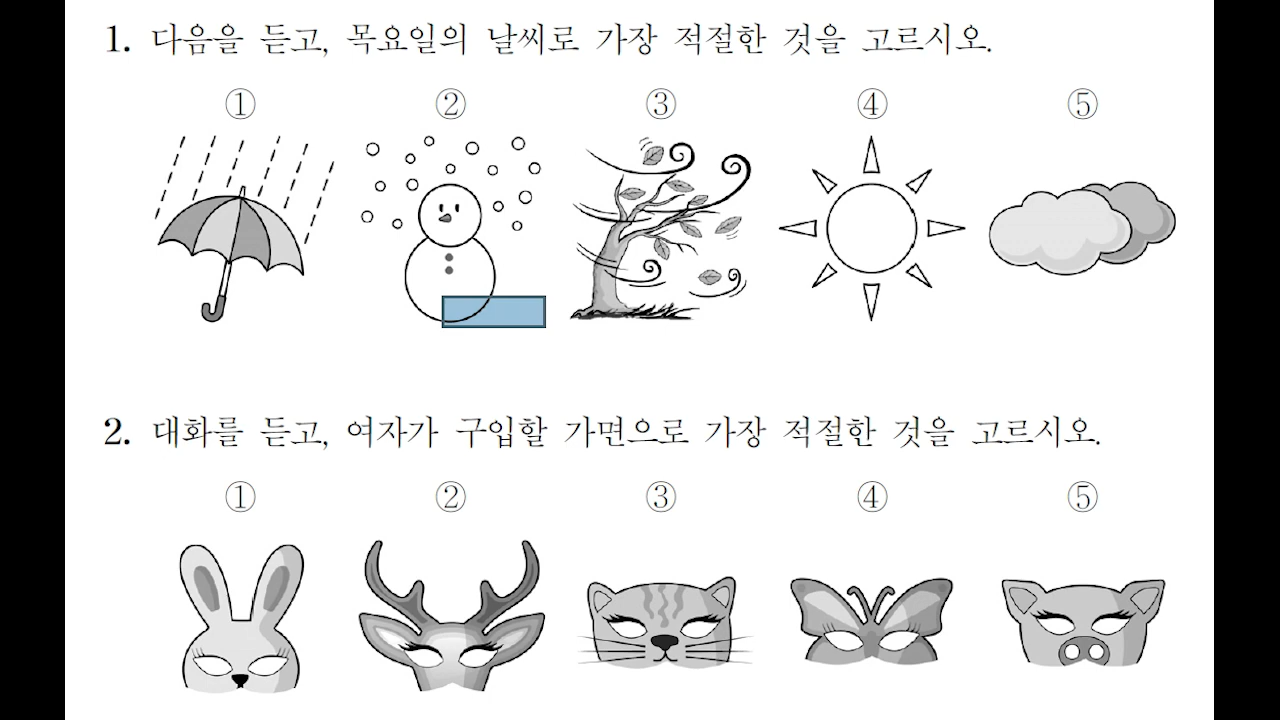 1. 다음을 듣고, 목요일의 날씨로 가장 적절한 것을 고르시오.
① ② ③ ④ ⑤
2. 대화를 듣고, 여자가 구입할 가면으로 가장 적절한 것을 고르시오.
① ② ③ ④ ⑤